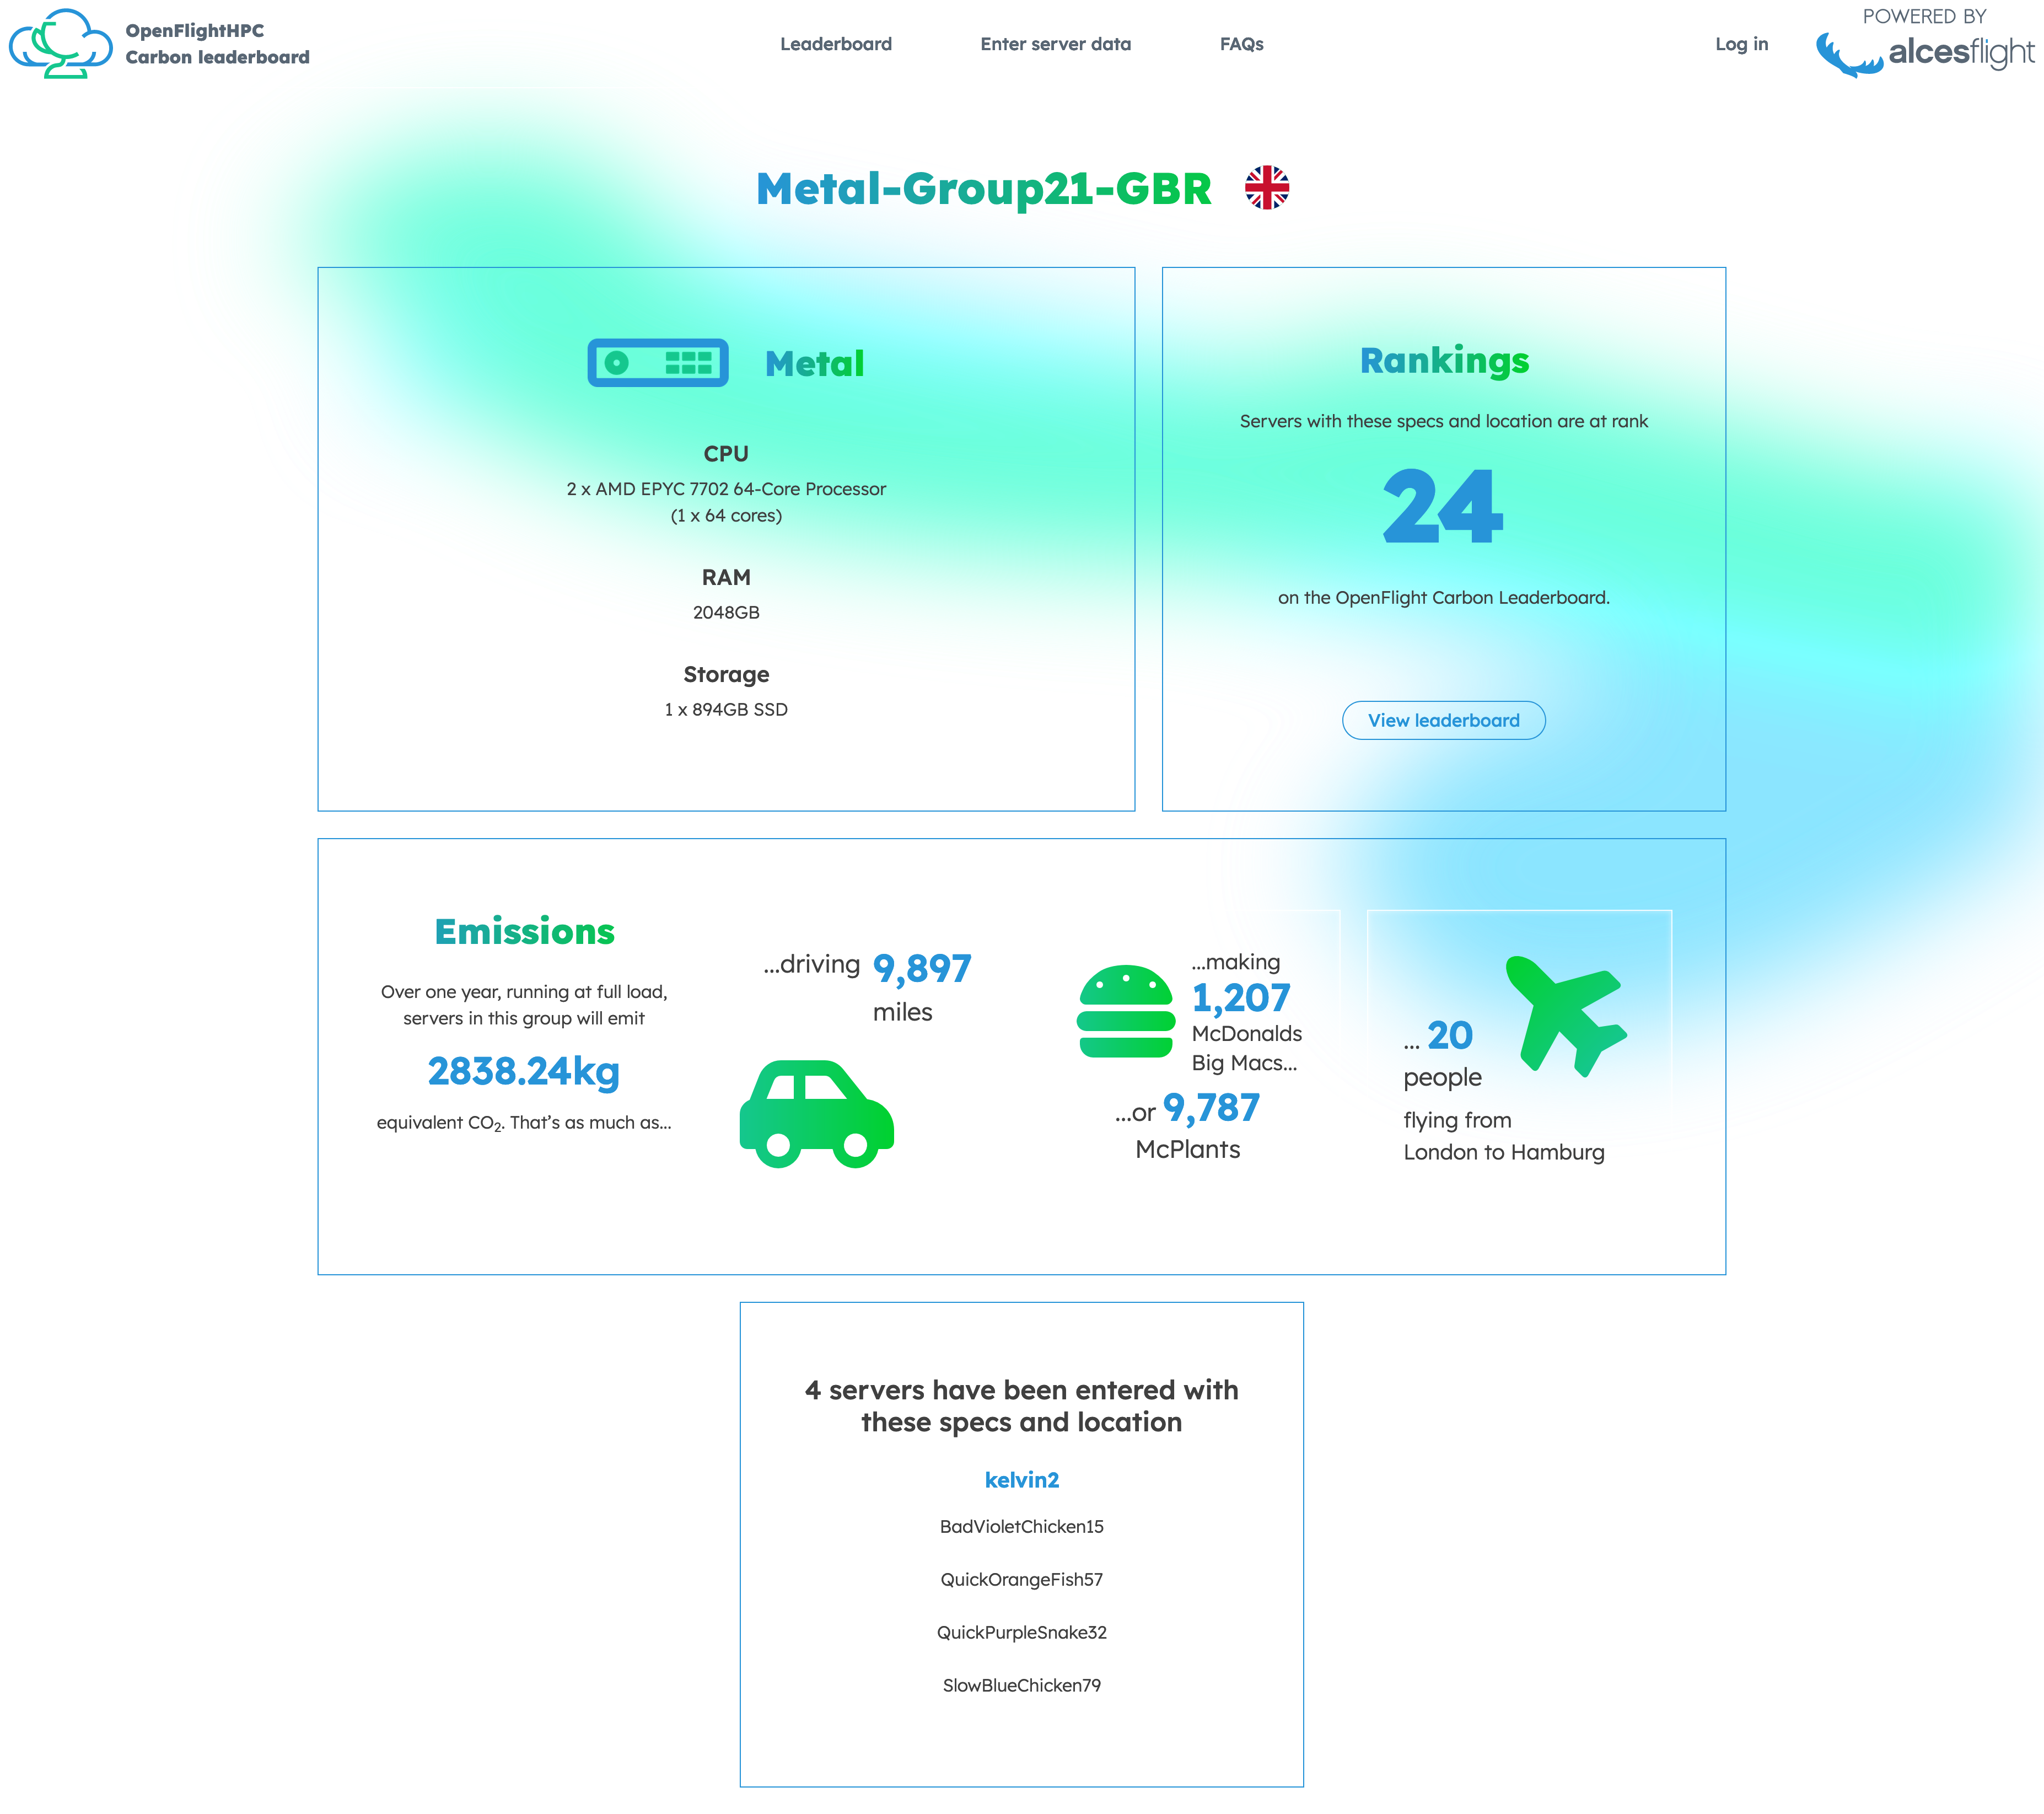 OpenFlightHPC
Carbon leaderboard
Leaderboard
Enter server data
FAQs
Log in
POWERED BY
alcesflight
Metal-Group21-GBR
Metal
CPU
2 x AMD EPYC 7702 64-Core Processor
(1 x 64 cores)
RAM
2048GB
Storage
1 x 894GB SSD
Rankings
Servers with these specs and location are at rank
24
on the OpenFlight Carbon Leaderboard.
View leaderboard
Emissions
Over one year, running at full load,
servers in this group will emit
2838.24kg
equivalent CO₂. That’s as much as...
...driving 9,897
miles
...making
1,207
McDonalds
Big Macs...
...or 9,787
McPlants
... 20
people
flying from
London to Hamburg
4 servers have been entered with
these specs and location
kelvin2
BadVioletChicken15
QuickOrangeFish57
QuickPurpleSnake32
SlowBlueChicken79